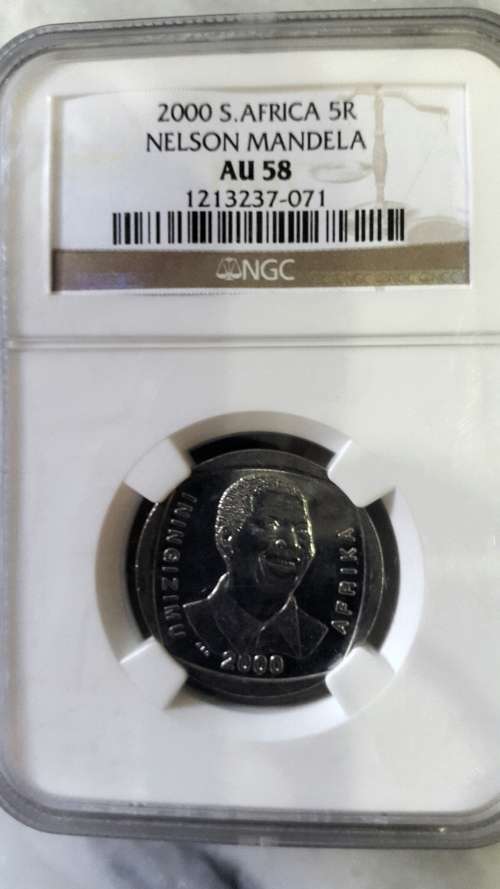 2000 S.AFRICA 5R
NELSON MANDELA
AU 58
1213237-071
NGC
ININGIZIMU
AFRIKA
2000